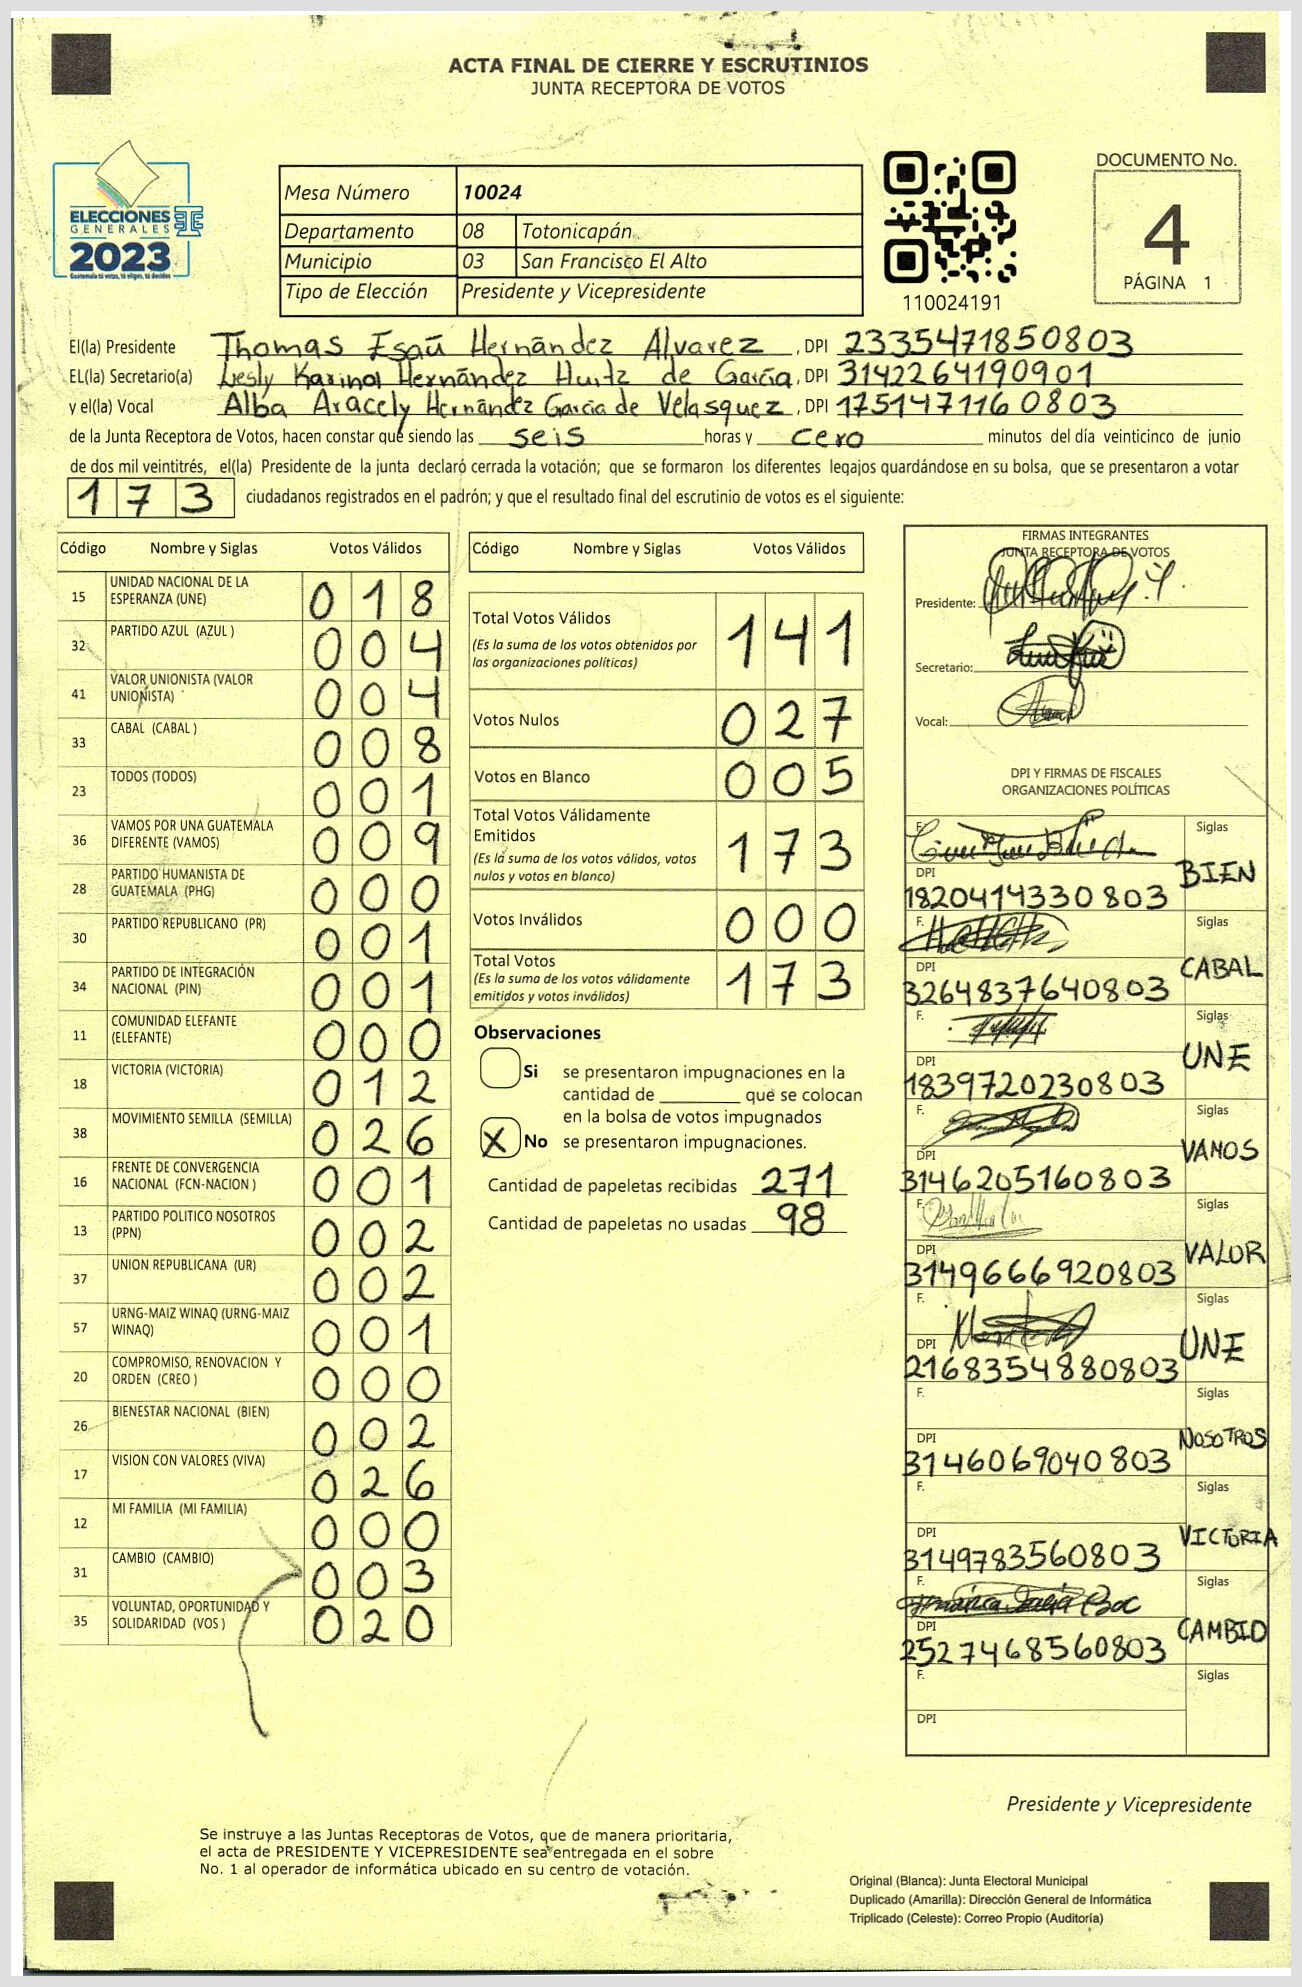 ACTA FINAL DE CIERRE Y ESCRUTINIOS
JUNTA RECEPTORA DE VOTOS
ELECCIONES
GENERALES
2023
Mesa Número 10024
Departamento 08 Totonicapán
Municipio 03 San Francisco El Alto
Tipo de Elección Presidente y Vicepresidente
110024191
DOCUMENTO No.
4
PÁGINA 1
El(la) Presidente Thomas Esaú Hernández Alvarez, DPI 2335471850803
EL(la) Secretario(a) Lesly Karina Hernández Huitz de García, DPI 3142264190901
y el(la) Vocal Alba Aracely Hernández García de Velasquez, DPI 1751471160803
de la Junta Receptora de Votos, hacen constar que siendo las seis horas y cero minutos del día veinticinco de junio
de dos mil veintitrés, el(la) Presidente de la junta declaró cerrada la votación; que se formaron los diferentes legajos guardándose en su bolsa, que se presentaron a votar
173 ciudadanos registrados en el padrón; y que el resultado final del escrutinio de votos es el siguiente:
Código Nombre y Siglas Votos Válidos
15 UNIDAD NACIONAL DE LA ESPERANZA (UNE) 018
32 PARTIDO AZUL (AZUL ) 004
41 VALOR UNIONISTA (VALOR UNIONISTA) 004
33 CABAL (CABAL ) 008
23 TODOS (TODOS) 001
36 VAMOS POR UNA GUATEMALA DIFERENTE (VAMOS) 009
28 PARTIDO HUMANISTA DE GUATEMALA (PHG) 000
30 PARTIDO REPUBLICANO (PR) 001
34 PARTIDO DE INTEGRACIÓN NACIONAL (PIN) 001
11 COMUNIDAD ELEFANTE (ELEFANTE) 000
18 VICTORIA (VICTORIA) 012
38 MOVIMIENTO SEMILLA (SEMILLA) 026
16 FRENTE DE CONVERGENCIA NACIONAL (FCN-NACION ) 001
13 PARTIDO POLITICO NOSOTROS (PPN) 002
37 UNION REPUBLICANA (UR) 002
57 URNG-MAIZ WINAQ (URNG-MAIZ WINAQ) 001
20 COMPROMISO, RENOVACION Y ORDEN (CREO ) 000
26 BIENESTAR NACIONAL (BIEN) 002
17 VISION CON VALORES (VIVA) 026
12 MI FAMILIA (MI FAMILIA) 000
31 CAMBIO (CAMBIO) 003
35 VOLUNTAD, OPORTUNIDAD Y SOLIDARIDAD (VOS ) 020
Código Nombre y Siglas Votos Válidos
Total Votos Válidos 141
(Es la suma de los votos obtenidos por
las organizaciones políticas)
Votos Nulos 027
Votos en Blanco 005
Total Votos Válidamente
Emitidos 173
(Es la suma de los votos válidos, votos
nulos y votos en blanco)
Votos Inválidos 000
Total Votos 173
(Es la suma de los votos válidamente
emitidos y votos inválidos)
Observaciones
Si se presentaron impugnaciones en la
cantidad de ________ que se colocan
en la bolsa de votos impugnados
X No se presentaron impugnaciones.
Cantidad de papeletas recibidas 271
Cantidad de papeletas no usadas 98
FIRMAS INTEGRANTES
JUNTA RECEPTORA DE VOTOS
Presidente:
Secretario:
Vocal:
DPI Y FIRMAS DE FISCALES
ORGANIZACIONES POLÍTICAS
F. Siglas
DPI 1820414330803 BIEN
F. Siglas
DPI 3264837640803 CABAL
F. Siglas
DPI 1839720230803 UNE
F. Siglas
DPI 3146205160803 VAMOS
F. Siglas
DPI 3149666920803 VALOR
F. Siglas
DPI 2168354880803 UNE
F. Siglas
DPI 3146069040803 NOSOTROS
F. Siglas
DPI 3149783560803 VICTORIA
F. Siglas
DPI 2527468560803 CAMBIO
F. Siglas
DPI
Presidente y Vicepresidente
Se instruye a las Juntas Receptoras de Votos, que de manera prioritaria,
el acta de PRESIDENTE Y VICEPRESIDENTE sea entregada en el sobre
No. 1 al operador de informática ubicado en su centro de votación.
Original (Blanca): Junta Electoral Municipal
Duplicado (Amarilla): Dirección General de Informática
Triplicado (Celeste): Correo Propio (Auditoría)